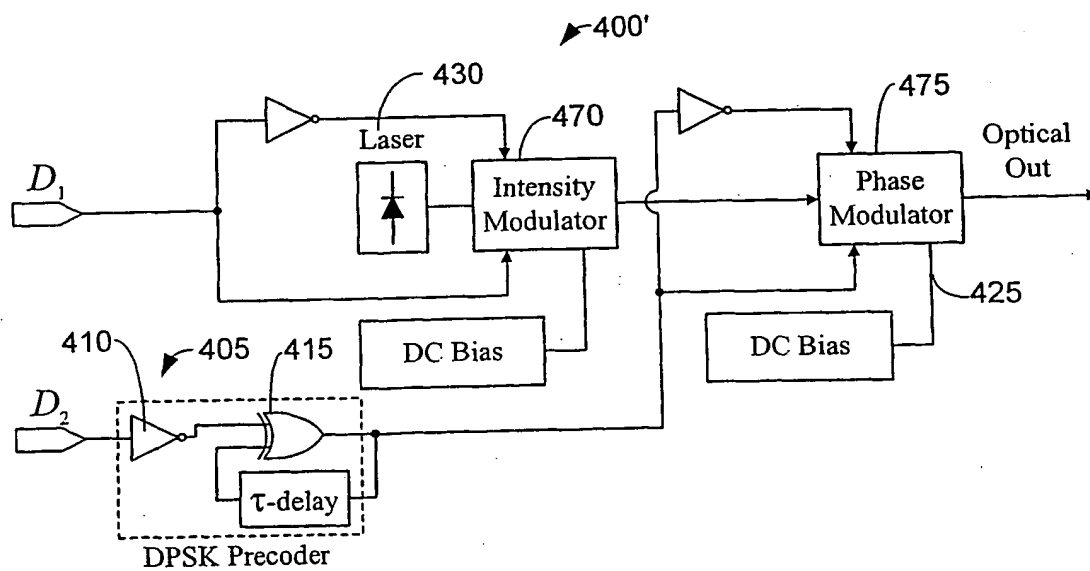 400'
430
475
Laser
470
Optical
Out
D1
Intensity
Modulator
Phase
Modulator
425
410
405
415
DC Bias
DC Bias
D2
τ-delay
DPSK Precoder